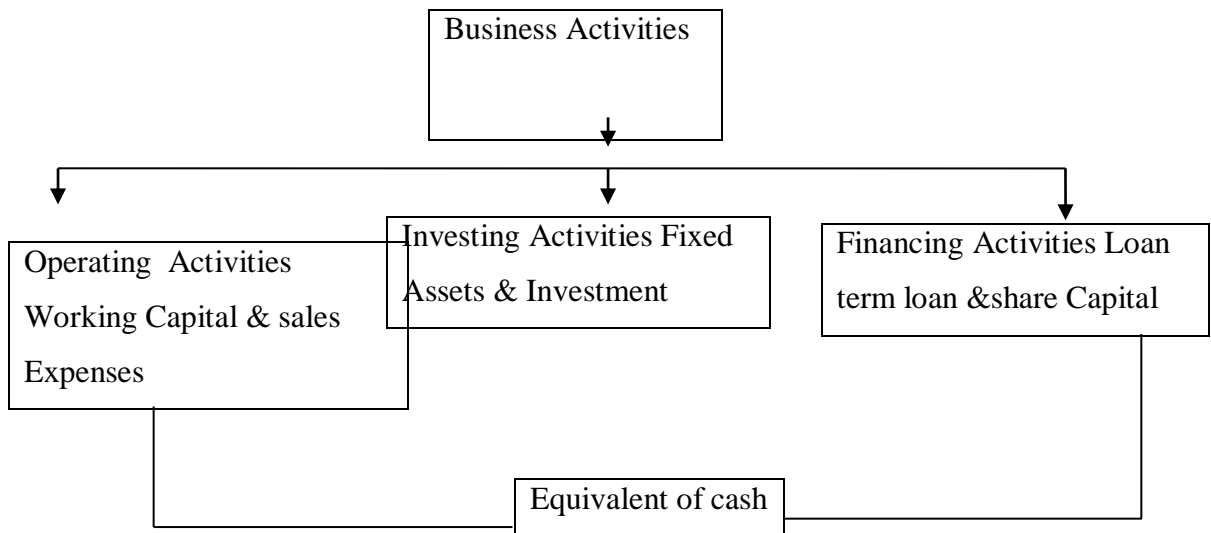 Business Activities
Investing Activities Fixed
Assets & Investment
Operating Activities
Working Capital & sales
Expenses
Financing Activities Loan
term loan &share Capital
Equivalent of cash